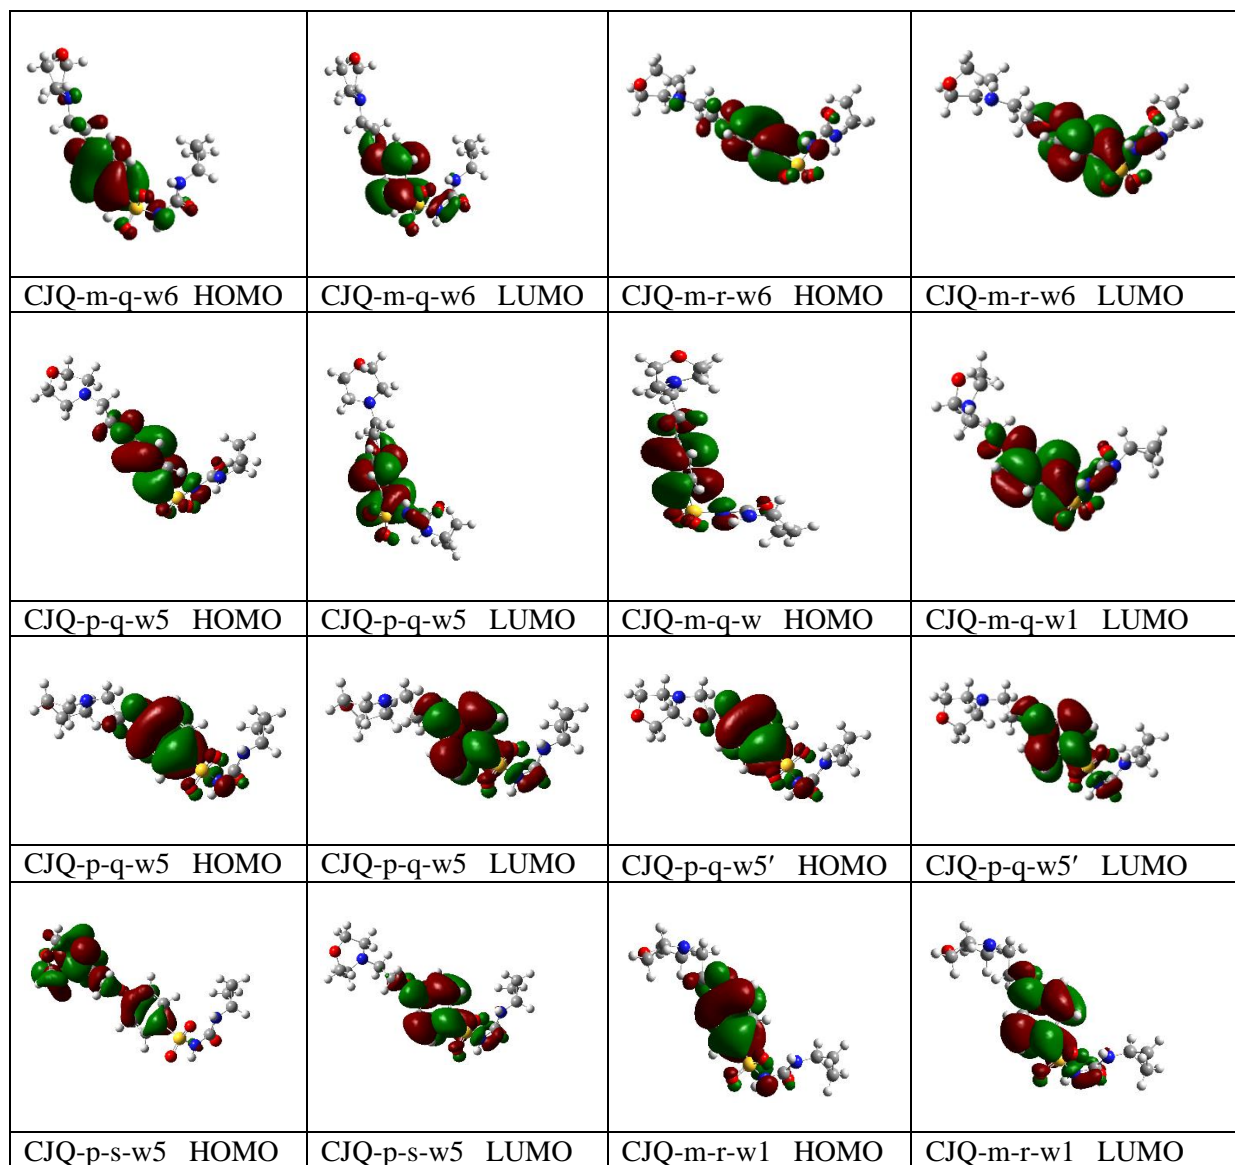 CJQ-m-q-w6 HOMO
CJQ-m-q-w6 LUMO
CJQ-m-r-w6 HOMO
CJQ-m-r-w6 LUMO
CJQ-p-q-w5 HOMO
CJQ-p-q-w5 LUMO
CJQ-m-q-w HOMO
CJQ-m-q-w1 LUMO
CJQ-p-q-w5 HOMO
CJQ-p-q-w5 LUMO
CJQ-p-q-w5′ HOMO
CJQ-p-q-w5′ LUMO
CJQ-p-s-w5 HOMO
CJQ-p-s-w5 LUMO
CJQ-m-r-w1 HOMO
CJQ-m-r-w1 LUMO